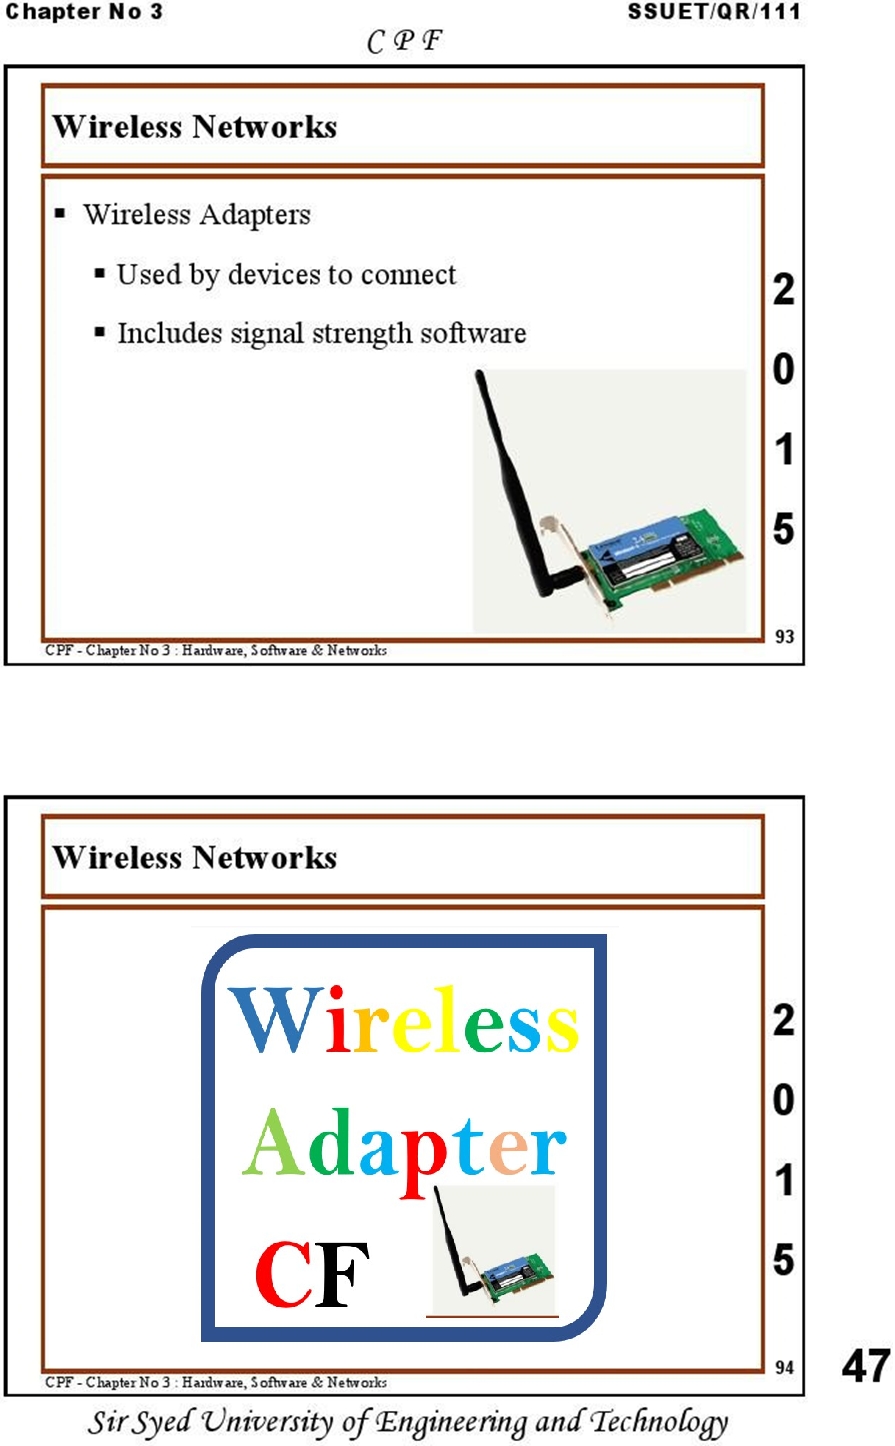 Chapter No 3 SSUET/QR/111
C P F
Wireless Networks
▪ Wireless Adapters
▪ Used by devices to connect
▪ Includes signal strength software
2
0
1
5
93
CPF - Chapter No 3 : Hardware, Software & Networks
Wireless Networks
Wireless
Adapter
CF
2
0
1
5
94
CPF - Chapter No 3 : Hardware, Software & Networks
47
Sir Syed University of Engineering and Technology